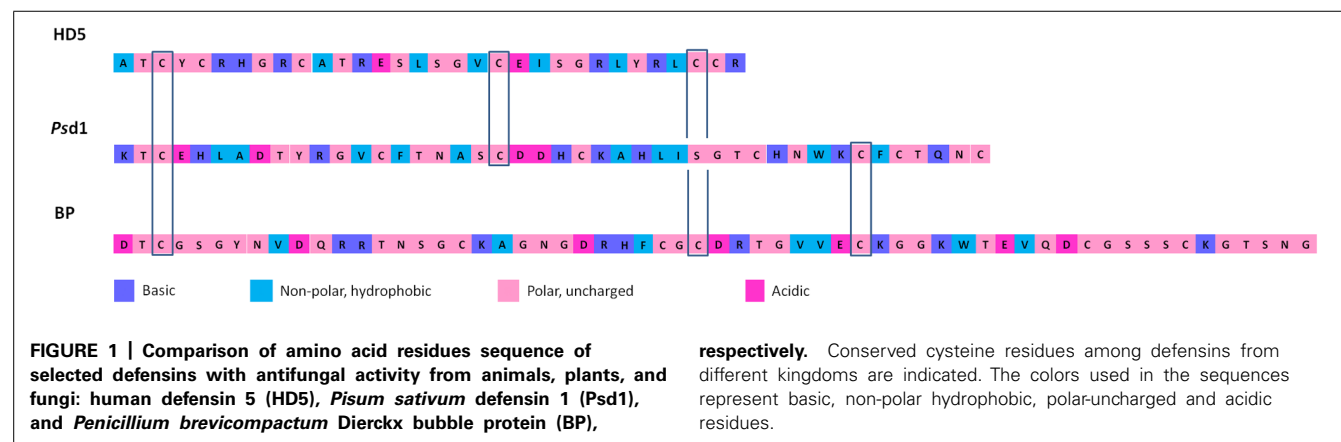 HD5
A T C Y C R H G R C A T R E S L S G V C E I S G R L Y R L C C R
Psd1
K T C E H L A D T Y R G V C F T N A S C D D H C K A H L I S G T C H N W K C F C T Q N C
BP
D T C G S G Y N V D Q R R T N S G C K A G N G D R H F C G C D R T G V V E C K G G K W T E V Q D C G S S S C K G T S N G
Basic Non-polar, hydrophobic Polar, uncharged Acidic
FIGURE 1 | Comparison of amino acid residues sequence of
selected defensins with antifungal activity from animals, plants, and
fungi: human defensin 5 (HD5), Pisum sativum defensin 1 (Psd1),
and Penicillium brevicompactum Dierckx bubble protein (BP),
respectively. Conserved cysteine residues among defensins from
different kingdoms are indicated. The colors used in the sequences
represent basic, non-polar hydrophobic, polar-uncharged and acidic
residues.